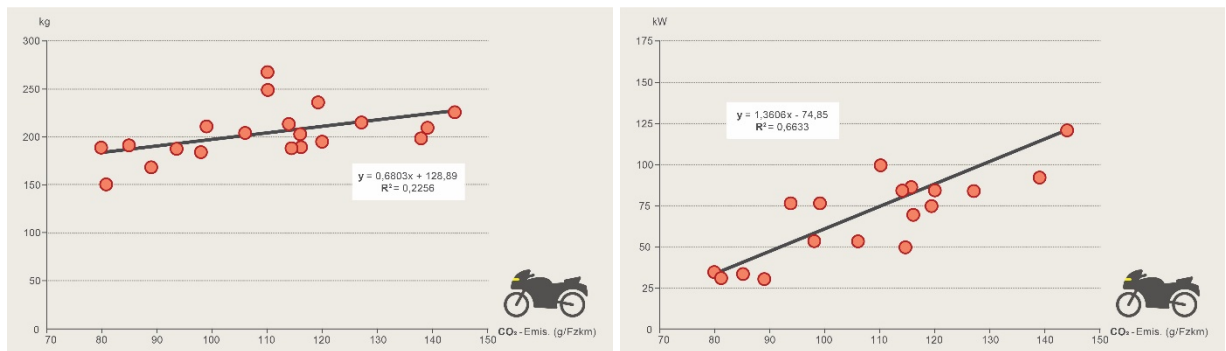 kg
300
250
200
150
100
50
0
70 80 90 100 110 120 130 140 150
y = 0,6803x + 128,89
R² = 0,2256
CO₂ - Emis. (g/Fzkm)
kW
175
150
125
100
75
50
25
0
70 80 90 100 110 120 130 140 150
y = 1,3606x - 74,85
R² = 0,6633
CO₂ - Emis. (g/Fzkm)